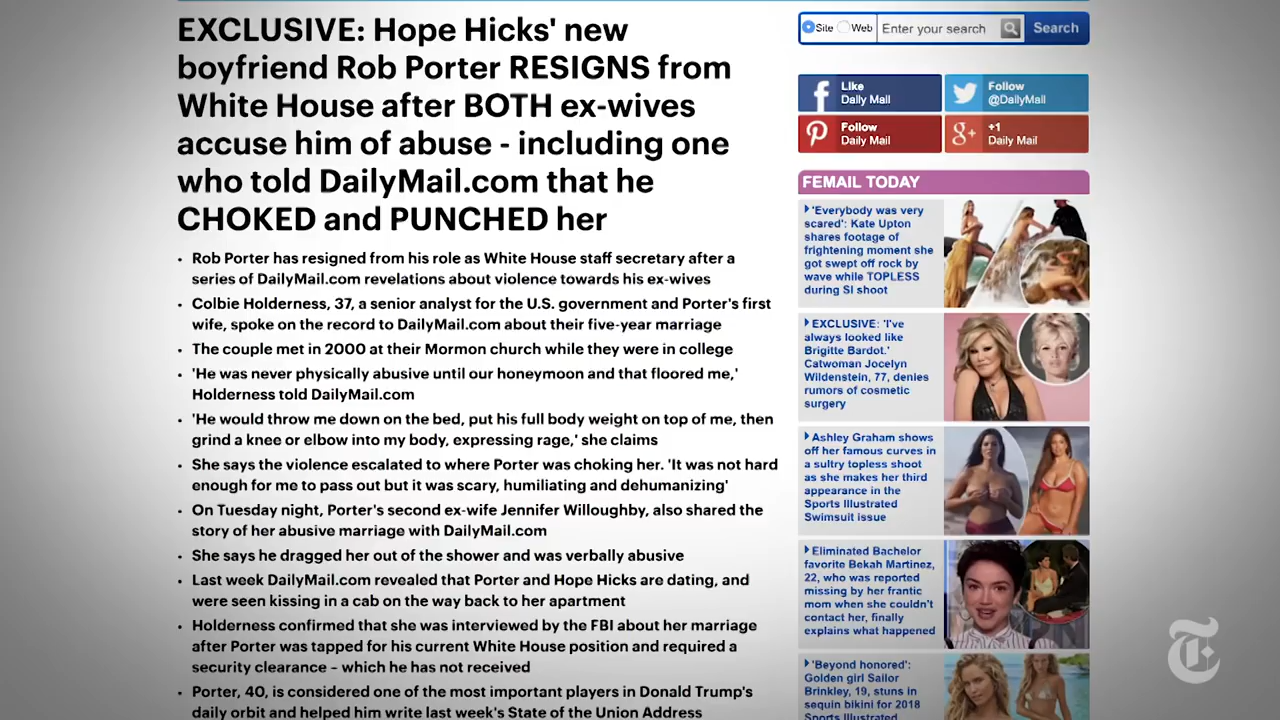 EXCLUSIVE: Hope Hicks' new
boyfriend Rob Porter RESIGNS from
White House after BOTH ex-wives
accuse him of abuse - including one
who told DailyMail.com that he
CHOKED and PUNCHED her
• Rob Porter has resigned from his role as White House staff secretary after a
series of DailyMail.com revelations about violence towards his ex-wives
• Colbie Holderness, 37, a senior analyst for the U.S. government and Porter's first
wife, spoke on the record to DailyMail.com about their five-year marriage
• The couple met in 2000 at their Mormon church while they were in college
• 'He was never physically abusive until our honeymoon and that floored me,'
Holderness told DailyMail.com
• 'He would throw me down on the bed, put his full body weight on top of me, then
grind a knee or elbow into my body, expressing rage,' she claims
• She says the violence escalated to where Porter was choking her. 'It was not hard
enough for me to pass out but it was scary, humiliating and dehumanizing'
• On Tuesday night, Porter's second ex-wife Jennifer Willoughby, also shared the
story of her abusive marriage with DailyMail.com
• She says he dragged her out of the shower and was verbally abusive
• Last week DailyMail.com revealed that Porter and Hope Hicks are dating, and
were seen kissing in a cab on the way back to her apartment
• Holderness confirmed that she was interviewed by the FBI about her marriage
after Porter was tapped for his current White House position and required a
security clearance – which he has not received
• Porter, 40, is considered one of the most important players in Donald Trump's
daily orbit and helped him write last week's State of the Union Address
Site Web Enter your search Search
Like
Daily Mail
Follow
@DailyMail
Follow
Daily Mail
+1
Daily Mail
FEMAIL TODAY
'Everybody was very
scared': Kate Upton
shares footage of
frightening moment she
got swept off rock by
wave while TOPLESS
during SI shoot
EXCLUSIVE: 'I've
always looked like
Brigitte Bardot.'
Catwoman Jocelyn
Wildenstein, 77, denies
rumors of cosmetic
surgery
Ashley Graham shows
off her famous curves in
a sultry topless shoot
as she makes her third
appearance in the
Sports Illustrated
Swimsuit issue
Eliminated Bachelor
favorite Bekah Martinez,
22, who was reported
missing by her frantic
mom when she couldn't
contact her, finally
explains what happened
'Beyond honored':
Golden girl Sailor
Brinkley, 19, stuns in
sequin bikini for 2018
Sports Illustrated
T